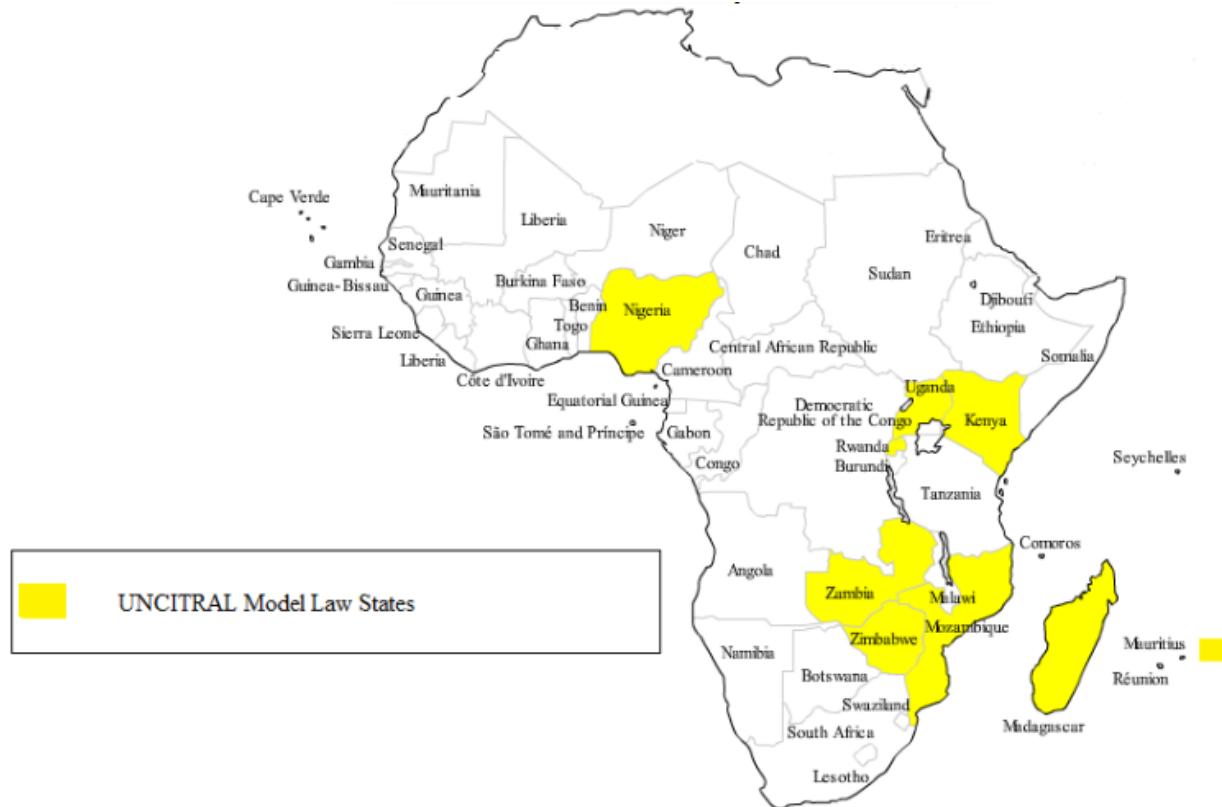 Cape Verde
Mauritania
Liberia
Niger
Chad
Sudan
Eritrea
Senegal
Gambia
Guinea-Bissau
Guinea
Burkina Faso
Benin
Nigeria
Djibouti
Ethiopia
Togo
Sierra Leone
Ghana
Liberia
Central African Republic
Somalia
Cameroon
Côte d'Ivoire
Uganda
Equatorial Guinea
Democratic
Republic of the Congo
Kenya
São Tomé and Príncipe
Gabon
Rwanda
Congo
Burundi
Seychelles
Tanzania
Comoros
Angola
Zambia
Malawi
UNCITRAL Model Law States
Mozambique
Zimbabwe
Namibia
Mauritius
Botswana
Réunion
Swaziland
Madagascar
South Africa
Lesotho